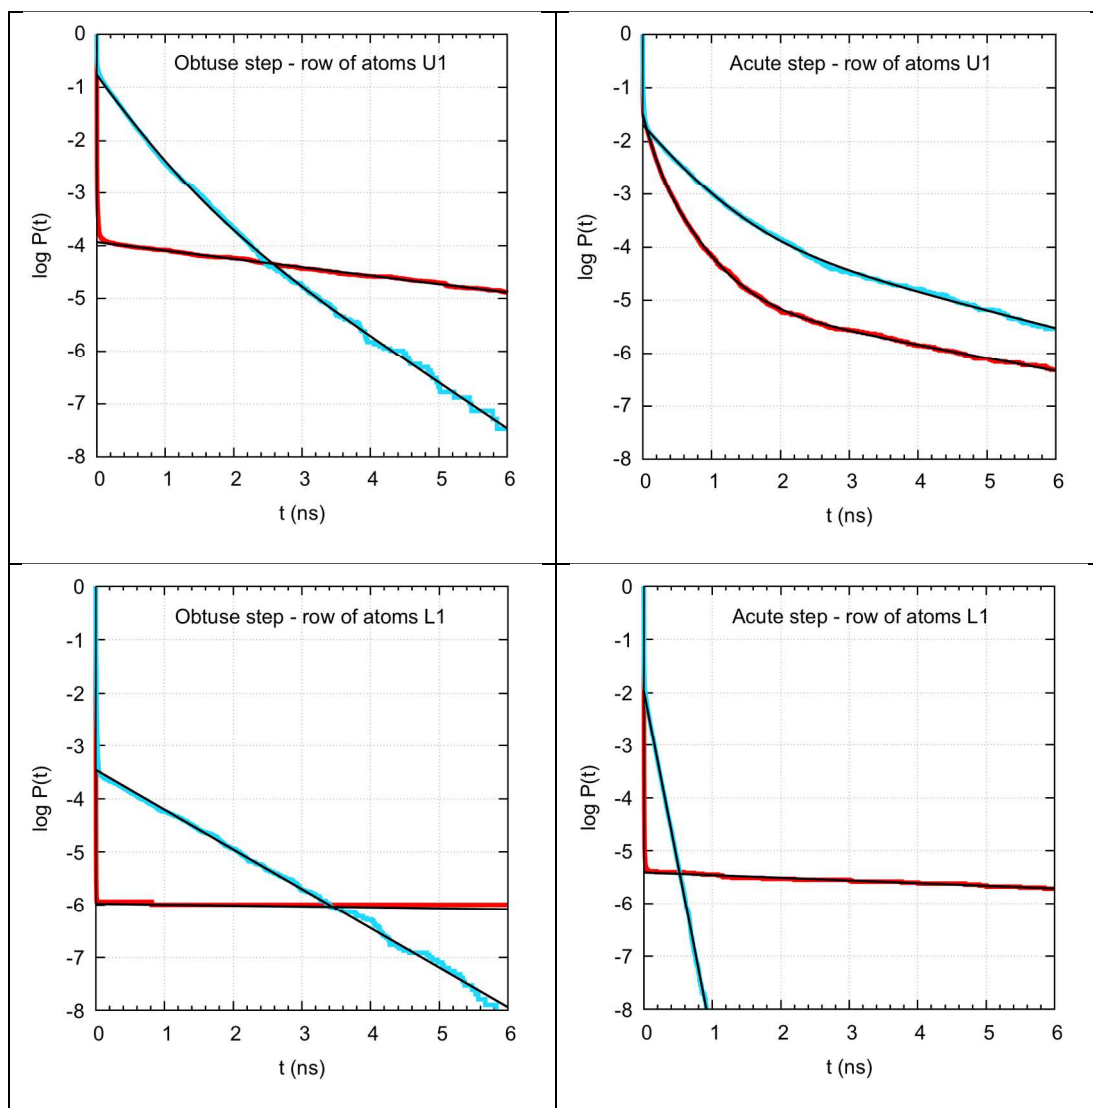 Obtuse step - row of atoms U1
0
-1
-2
-3
-4
-5
-6
-7
-8
log P(t)
0 1 2 3 4 5 6
t (ns)
Acute step - row of atoms U1
0
-1
-2
-3
-4
-5
-6
-7
-8
log P(t)
0 1 2 3 4 5 6
t (ns)
Obtuse step - row of atoms L1
0
-1
-2
-3
-4
-5
-6
-7
-8
log P(t)
0 1 2 3 4 5 6
t (ns)
Acute step - row of atoms L1
0
-1
-2
-3
-4
-5
-6
-7
-8
log P(t)
0 1 2 3 4 5 6
t (ns)